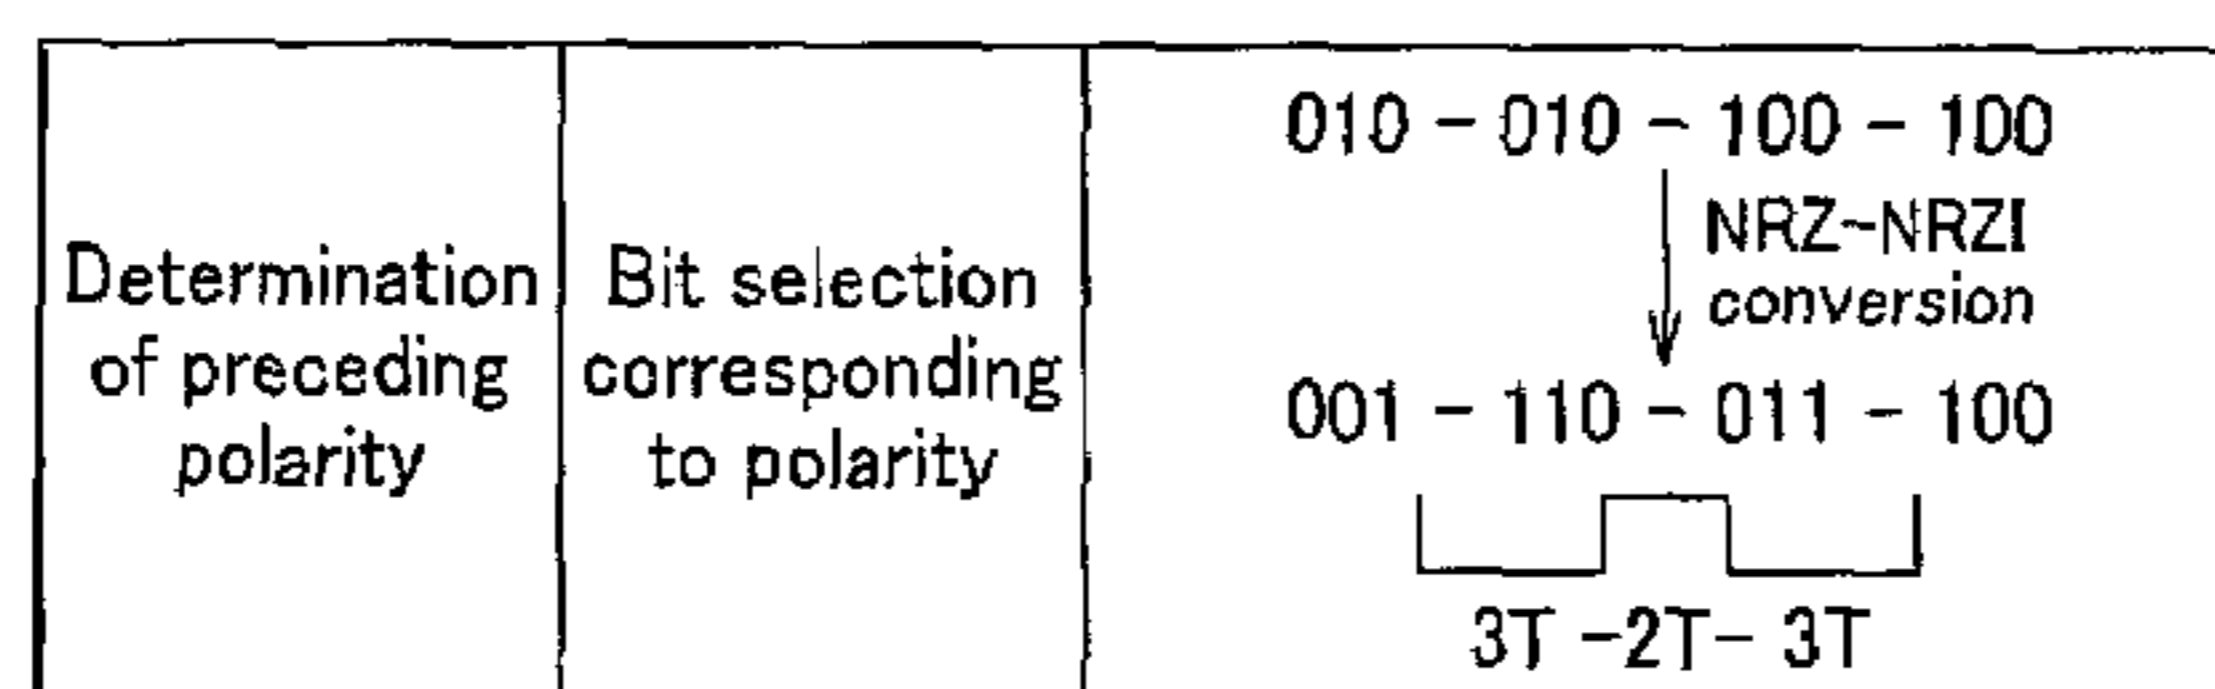 Determination
of preceding
polarity
Bit selection
corresponding
to polarity
010 - 010 - 100 - 100
NRZ-NRZI
conversion
001 - 110 - 011 - 100
3T -2T- 3T